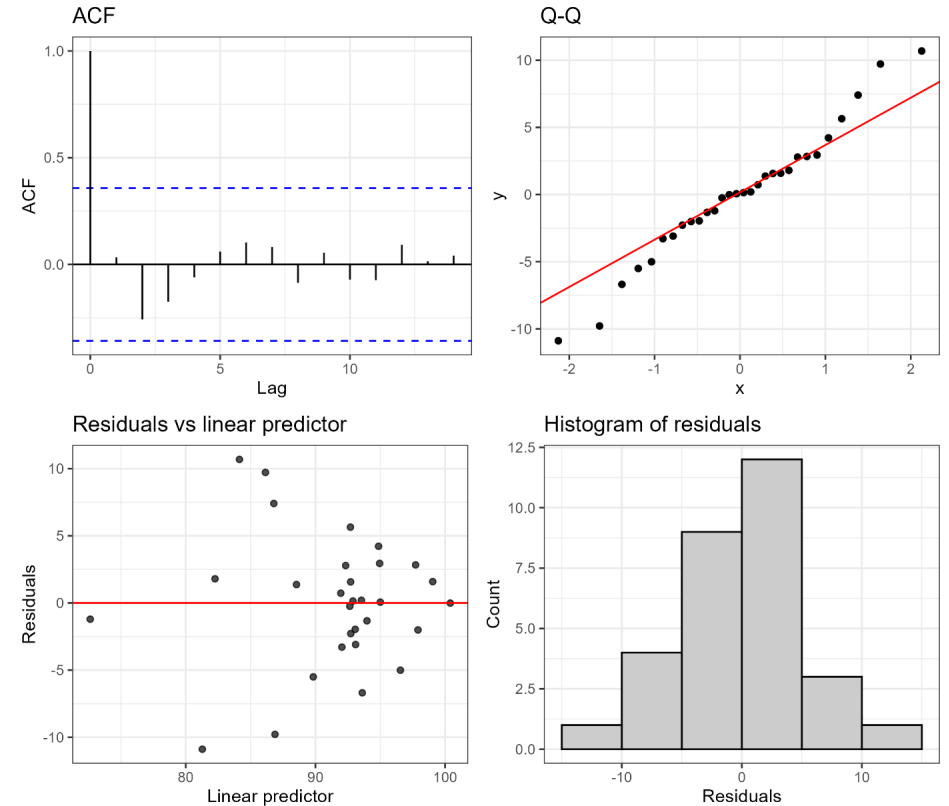 ACF
1.0
0.5
0.0
ACF
0
5
10
Lag
Q-Q
10
5
0
-5
-10
y
-2
-1
0
1
2
x
Residuals vs linear predictor
10
5
0
-5
-10
Residuals
80
90
100
Linear predictor
Histogram of residuals
12.5
10.0
7.5
5.0
2.5
0.0
Count
-10
0
10
Residuals